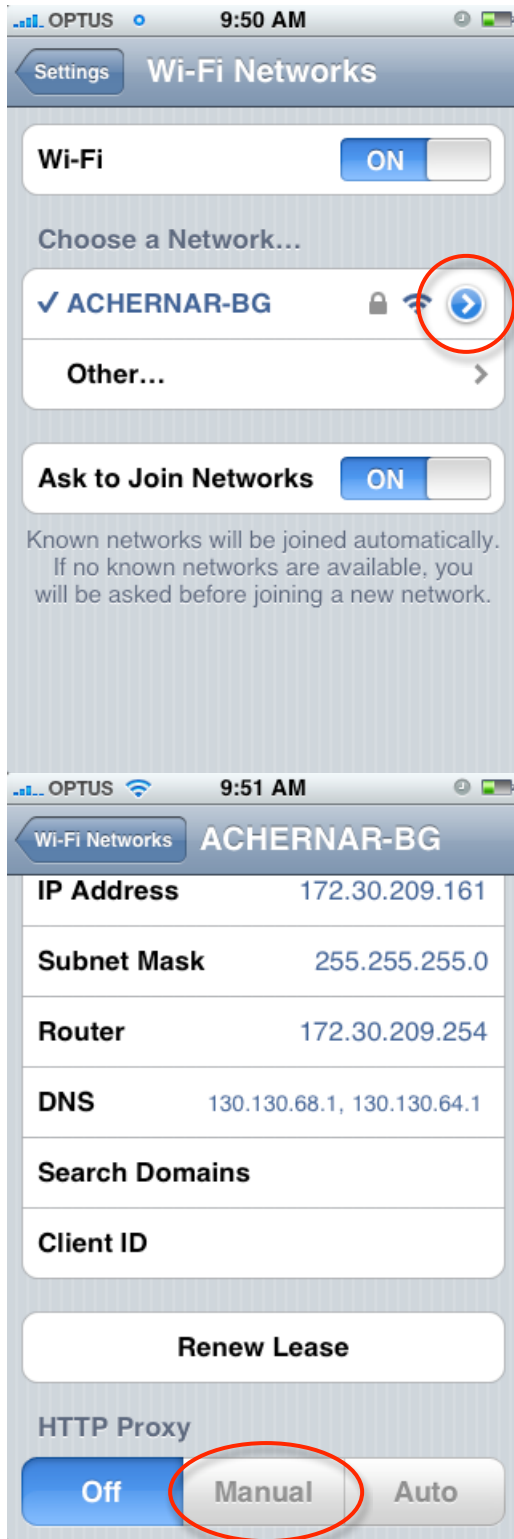 OPTUS 9:50 AM
Settings Wi-Fi Networks
Wi-Fi ON
Choose a Network...
✓ ACHERNAR-BG
Other...
Ask to Join Networks ON
Known networks will be joined automatically.
If no known networks are available, you
will be asked before joining a new network.
OPTUS 9:51 AM
Wi-Fi Networks ACHERNAR-BG
IP Address 172.30.209.161
Subnet Mask 255.255.255.0
Router 172.30.209.254
DNS 130.130.68.1, 130.130.64.1
Search Domains
Client ID
Renew Lease
HTTP Proxy
Off Manual Auto